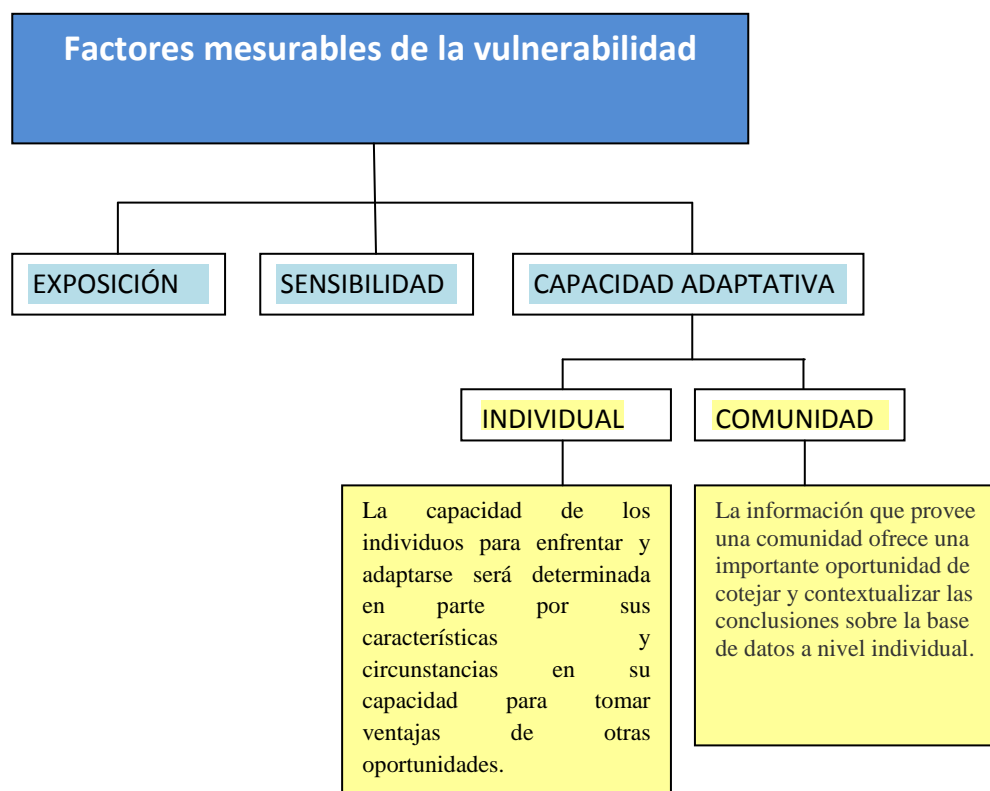 Factores mesurables de la vulnerabilidad
EXPOSICIÓN
SENSIBILIDAD
CAPACIDAD ADAPTATIVA
INDIVIDUAL
COMUNIDAD
La capacidad de los
individuos para enfrentar y
adaptarse será determinada
en parte por sus
características y
circunstancias en su
capacidad para tomar
ventajas de otras
oportunidades.
La información que provee
una comunidad ofrece una
importante oportunidad de
cotejar y contextualizar las
conclusiones sobre la base
de datos a nivel individual.